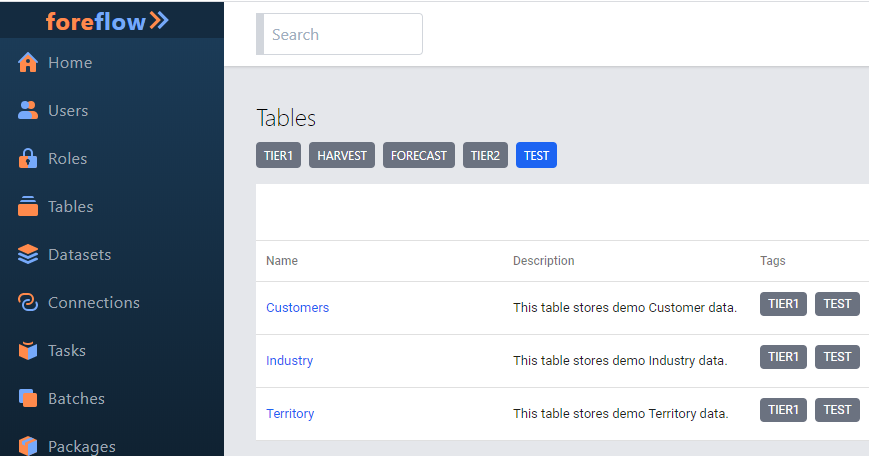 foreflow
Search
Home
Users
Roles
Tables
Datasets
Connections
Tasks
Batches
Packages
Tables
TIER1 HARVEST FORECAST TIER2 TEST
Name Description Tags
Customers This table stores demo Customer data. TIER1 TEST
Industry This table stores demo Industry data. TIER1 TEST
Territory This table stores demo Territory data. TIER1 TEST